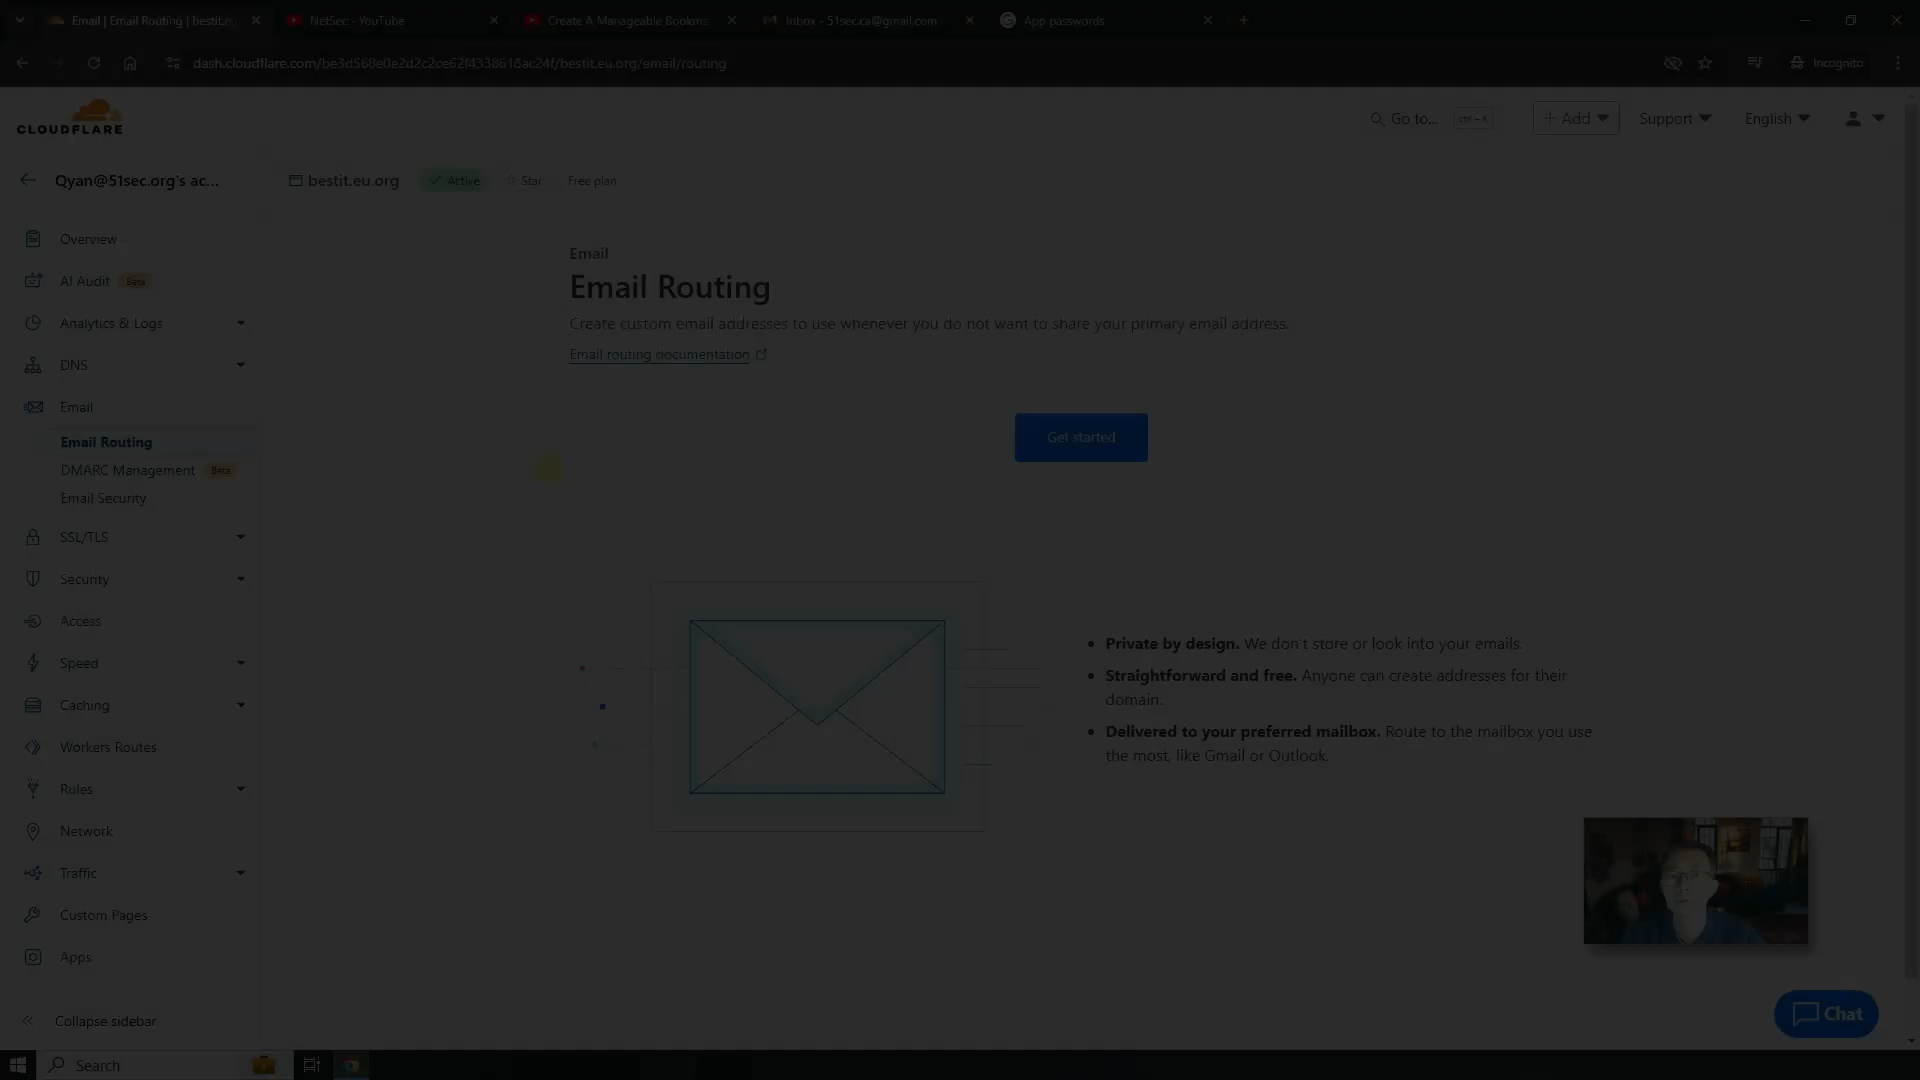 Email | Email Routing | bestit.eu
NetSec - YouTube
Create A Manageable Bookma
Inbox - 51sec.ca@gmail.com
App passwords
dash.cloudflare.com/be3d568e0e2d2c2ce52f4338618ac24f/bestit.eu.org/email/routing
Incognito
CLOUDFLARE
Go to...
ctrl + K
+ Add
Support
English
Qyan@51sec.org's ac...
bestit.eu.org
Active
Star
Free plan
Overview
AI Audit Beta
Analytics & Logs
DNS
Email
Email Routing
DMARC Management Beta
Email Security
SSL/TLS
Security
Access
Speed
Caching
Workers Routes
Rules
Network
Traffic
Custom Pages
Apps
Collapse sidebar
Email
Email Routing
Create custom email addresses to use whenever you do not want to share your primary email address.
Email routing documentation
Get started
• Private by design. We don't store or look into your emails.
• Straightforward and free. Anyone can create addresses for their
domain.
• Delivered to your preferred mailbox. Route to the mailbox you use
the most, like Gmail or Outlook.
Chat
Search